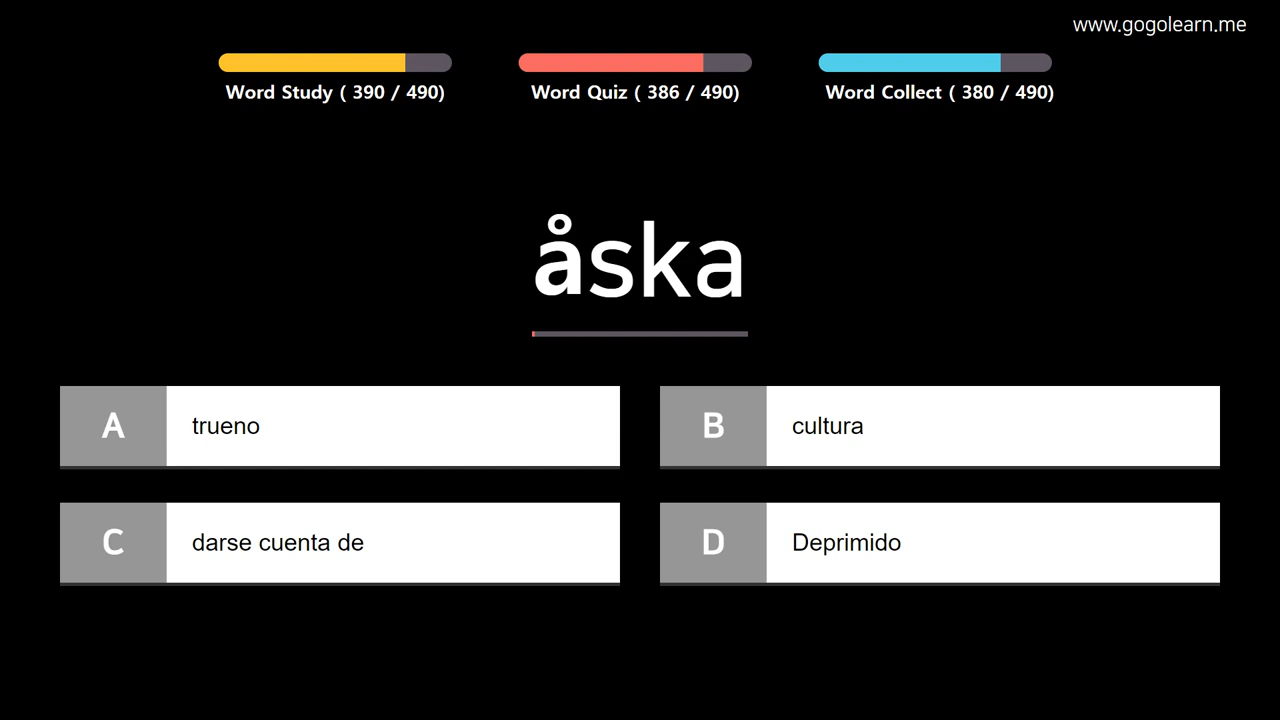 www.gogolearn.me
Word Study ( 390 / 490)
Word Quiz ( 386 / 490)
Word Collect ( 380 / 490)
åska
A trueno
B cultura
C darse cuenta de
D Deprimido